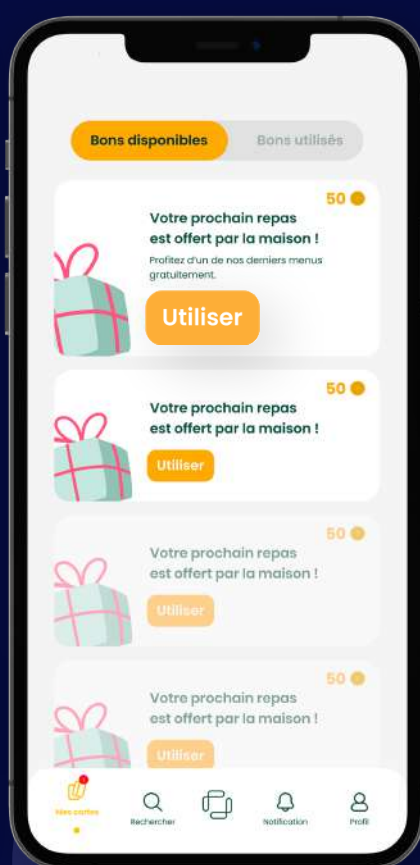 Bons disponibles
Bons utilisés
50
Votre prochain repas
est offert par la maison !
Profitez d'un de nos derniers menus
gratuitement.
Utiliser
50
Votre prochain repas
est offert par la maison !
Utiliser
50
Votre prochain repas
est offert par la maison !
Utiliser
50
Votre prochain repas
est offert par la maison !
Utiliser
Mes cartes
Rechercher
Notification
Profil